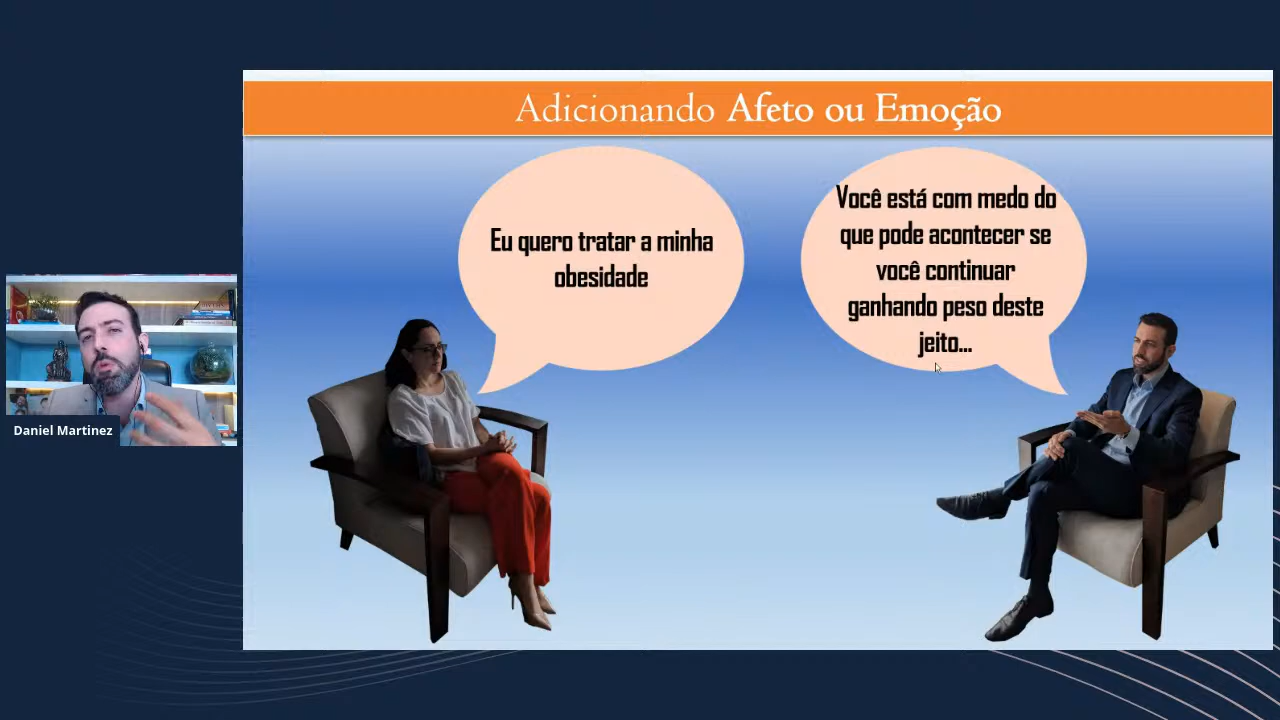 Adicionando Afeto ou Emoção
Eu quero tratar a minha
obesidade
Você está com medo do
que pode acontecer se
você continuar
ganhando peso deste
jeito...
Daniel Martinez